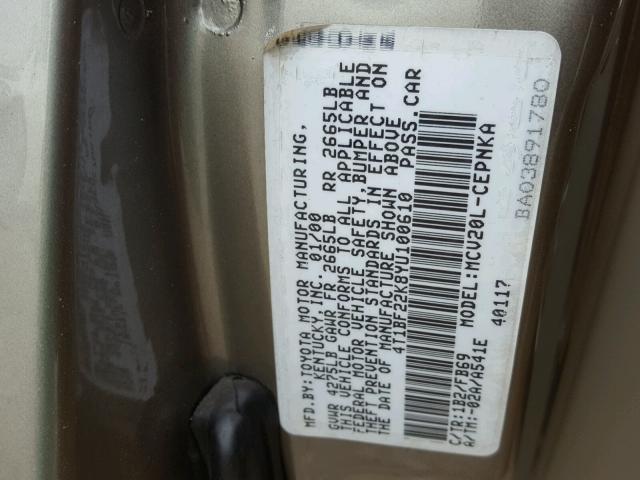 MFD.BY:TOYOTA MOTOR MANUFACTURING,
KENTUCKY, INC. 01/00
GVWR 4275LB GAWR FR 2665LB RR 2665LB
THIS VEHICLE CONFORMS TO ALL APPLICABLE
FEDERAL MOTOR VEHICLE SAFETY, BUMPER AND
THEFT PREVENTION STANDARDS IN EFFECT ON
THE DATE OF MANUFACTURE SHOWN ABOVE
4T1BF22K8YU100610 PASS.CAR
C/TR:1B2/FB69 MODEL:MCV20L-CEPNKA
A/TM:-02A/A541E 40117
BA03891780